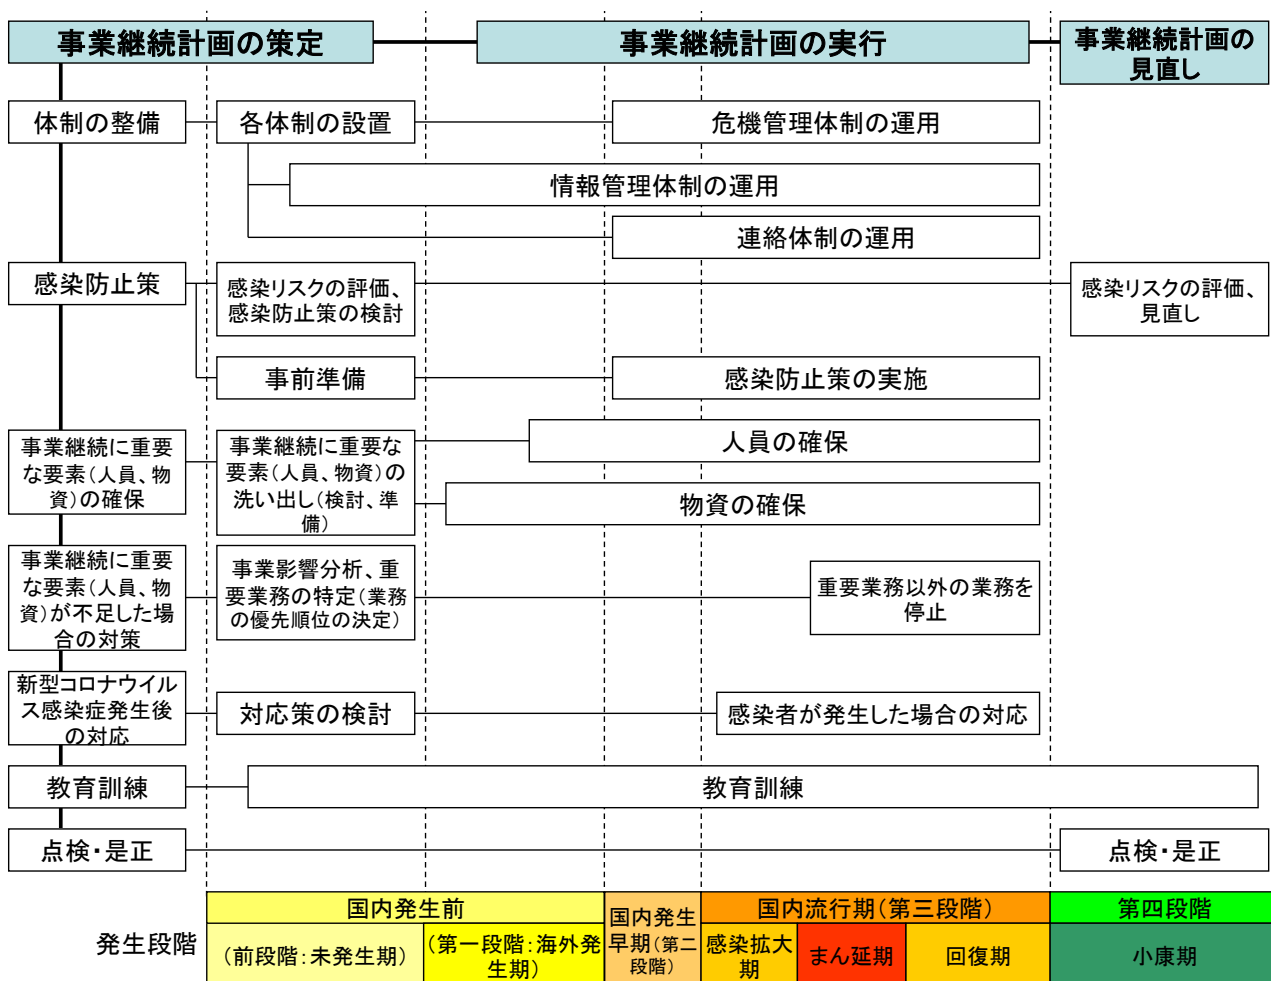 事業継続計画の策定
事業継続計画の実行
事業継続計画の
見直し
体制の整備
各体制の設置
危機管理体制の運用
情報管理体制の運用
連絡体制の運用
感染防止策
感染リスクの評価、
感染防止策の検討
感染リスクの評価、
見直し
事前準備
感染防止策の実施
事業継続に重要
な要素(人員、物
資)の確保
事業継続に重要な
要素(人員、物資)の
洗い出し(検討、準
備)
人員の確保
物資の確保
事業継続に重要
な要素(人員、物
資)が不足した場
合の対策
事業影響分析、重
要業務の特定(業務
の優先順位の決定)
重要業務以外の業務を
停止
新型コロナウイル
ス感染症発生後
の対応
対応策の検討
感染者が発生した場合の対応
教育訓練
教育訓練
点検・是正
点検・是正
発生段階
国内発生前
(前段階:未発生期)
(第一段階:海外発
生期)
国内発生
早期(第二
段階)
国内流行期(第三段階)
感染拡大
期
まん延期
回復期
第四段階
小康期